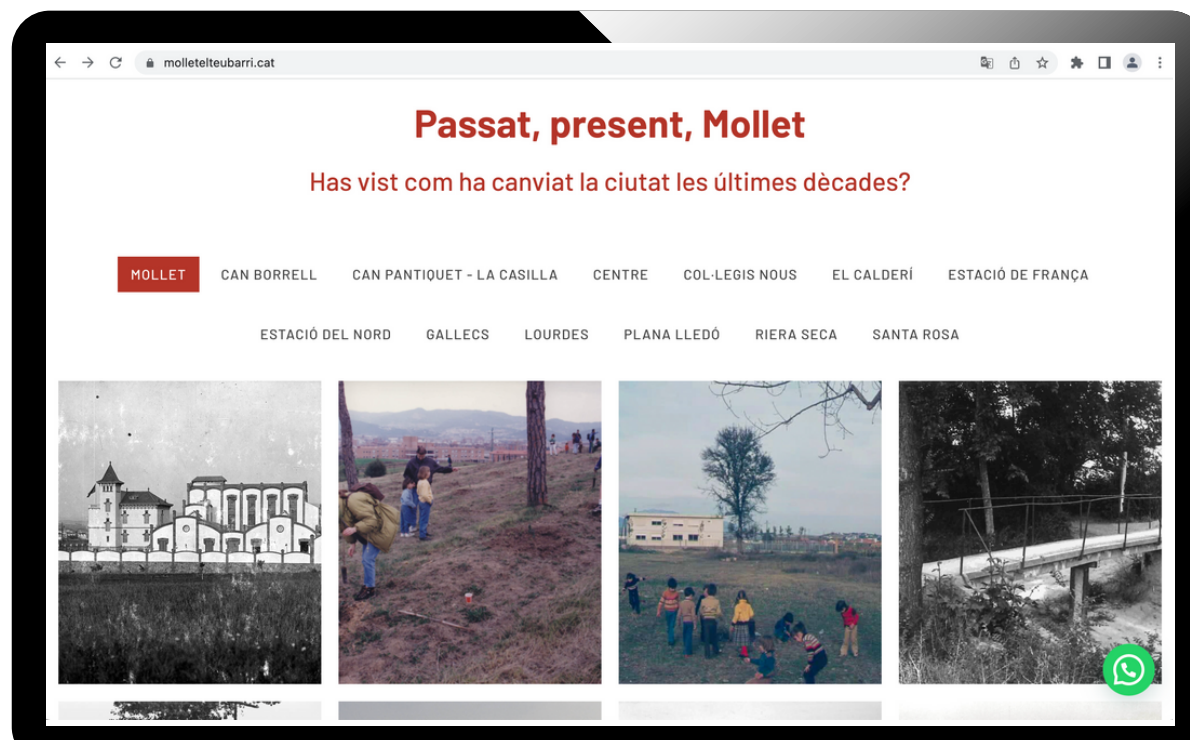 molletelteubarri.cat
Passat, present, Mollet
Has vist com ha canviat la ciutat les últimes dècades?
MOLLET CAN BORRELL CAN PANTIQUET - LA CASILLA CENTRE COL·LEGIS NOUS EL CALDERÍ ESTACIÓ DE FRANÇA
ESTACIÓ DEL NORD GALLECS LOURDES PLANA LLEDÓ RIERA SECA SANTA ROSA